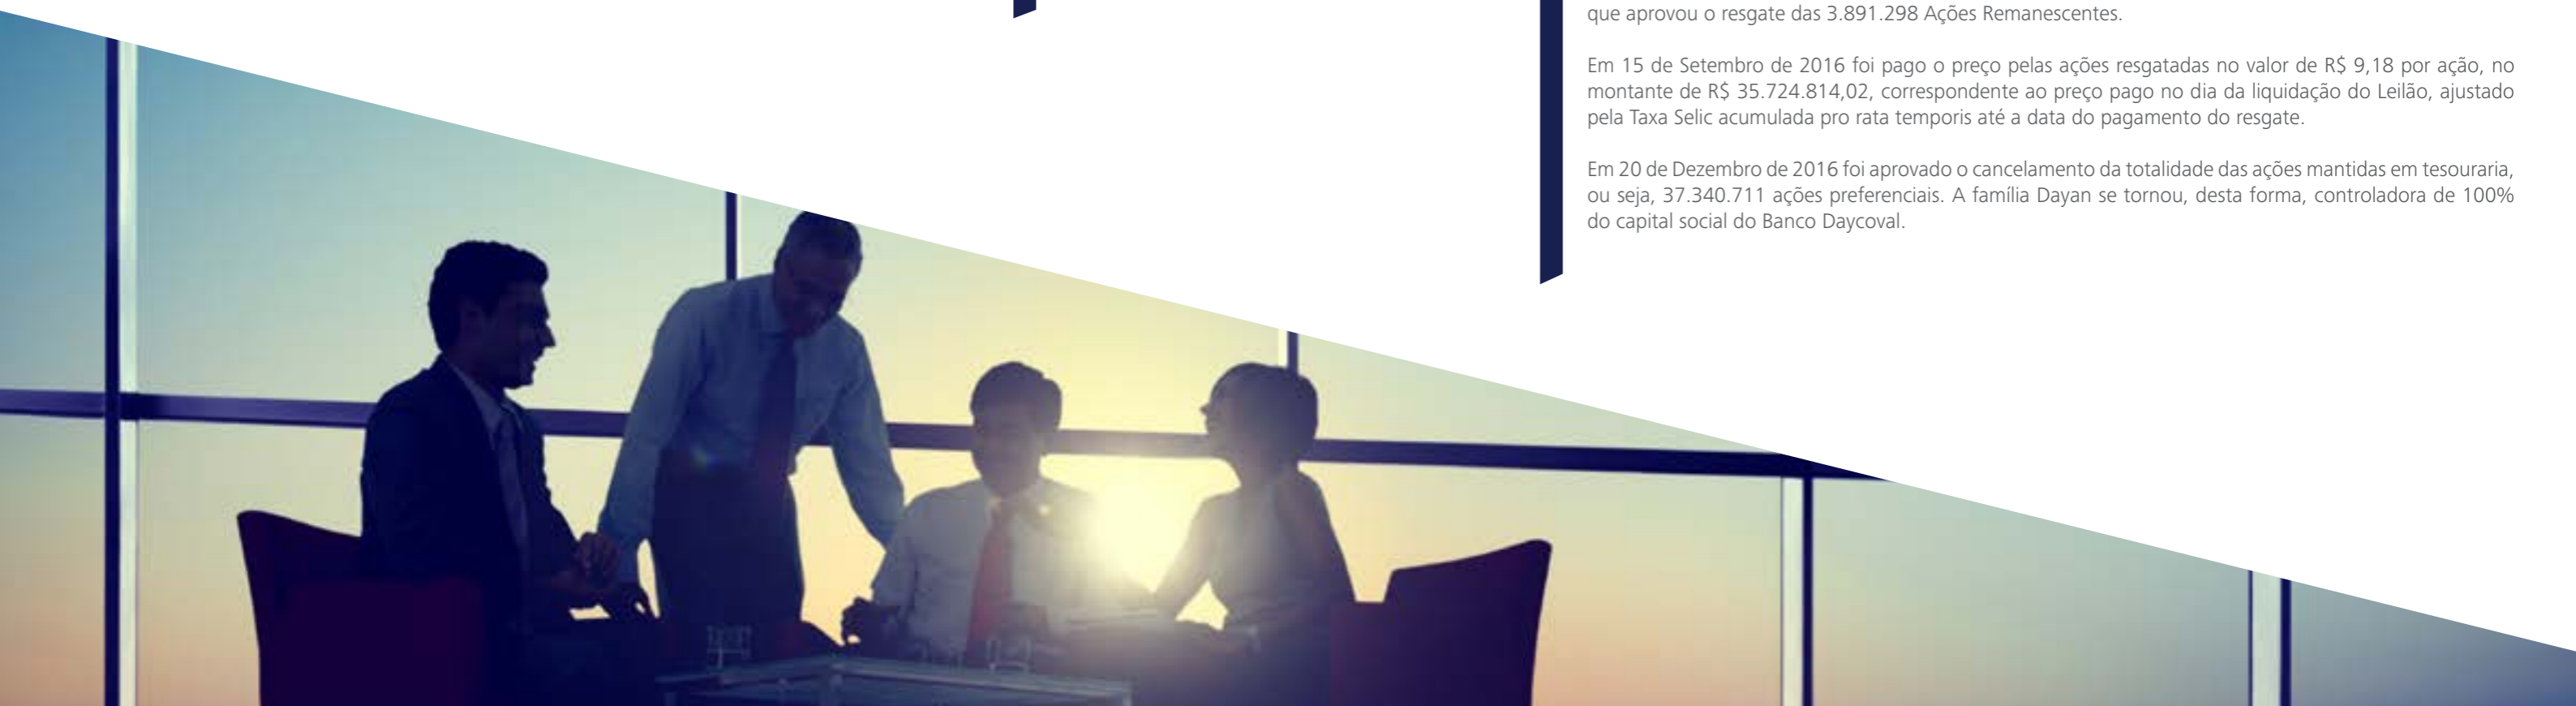 que aprovou o resgate das 3.891.298 Ações Remanescentes.
Em 15 de Setembro de 2016 foi pago o preço pelas ações resgatadas no valor de R$ 9,18 por ação, no
montante de R$ 35.724.814,02, correspondente ao preço pago no dia da liquidação do Leilão, ajustado
pela Taxa Selic acumulada pro rata temporis até a data do pagamento do resgate.
Em 20 de Dezembro de 2016 foi aprovado o cancelamento da totalidade das ações mantidas em tesouraria,
ou seja, 37.340.711 ações preferenciais. A família Dayan se tornou, desta forma, controladora de 100%
do capital social do Banco Daycoval.